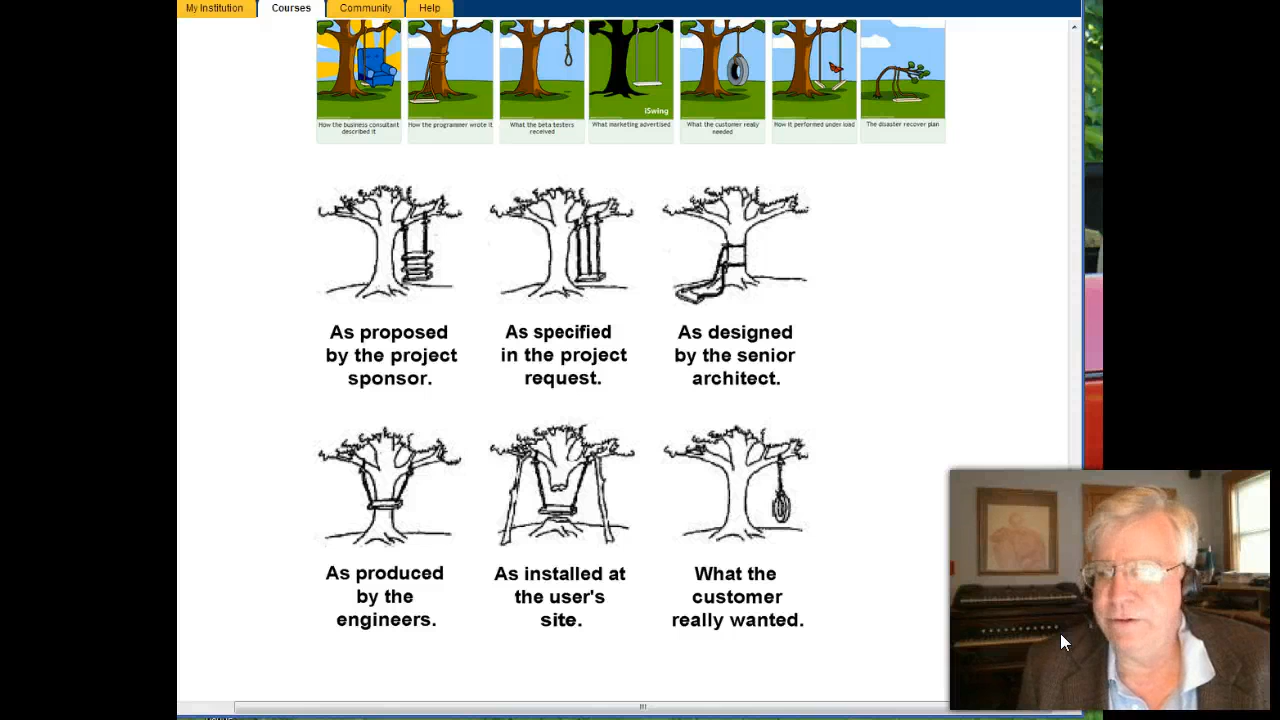 My Institution
Courses
Community
Help
iSwing
How the business consultant
described it
How the programmer wrote it
What the beta testers
received
What marketing advertised
What the customer really
needed
How it performed under load
The disaster recover plan
As proposed
by the project
sponsor.
As specified
in the project
request.
As designed
by the senior
architect.
As produced
by the
engineers.
As installed at
the user's
site.
What the
customer
really wanted.